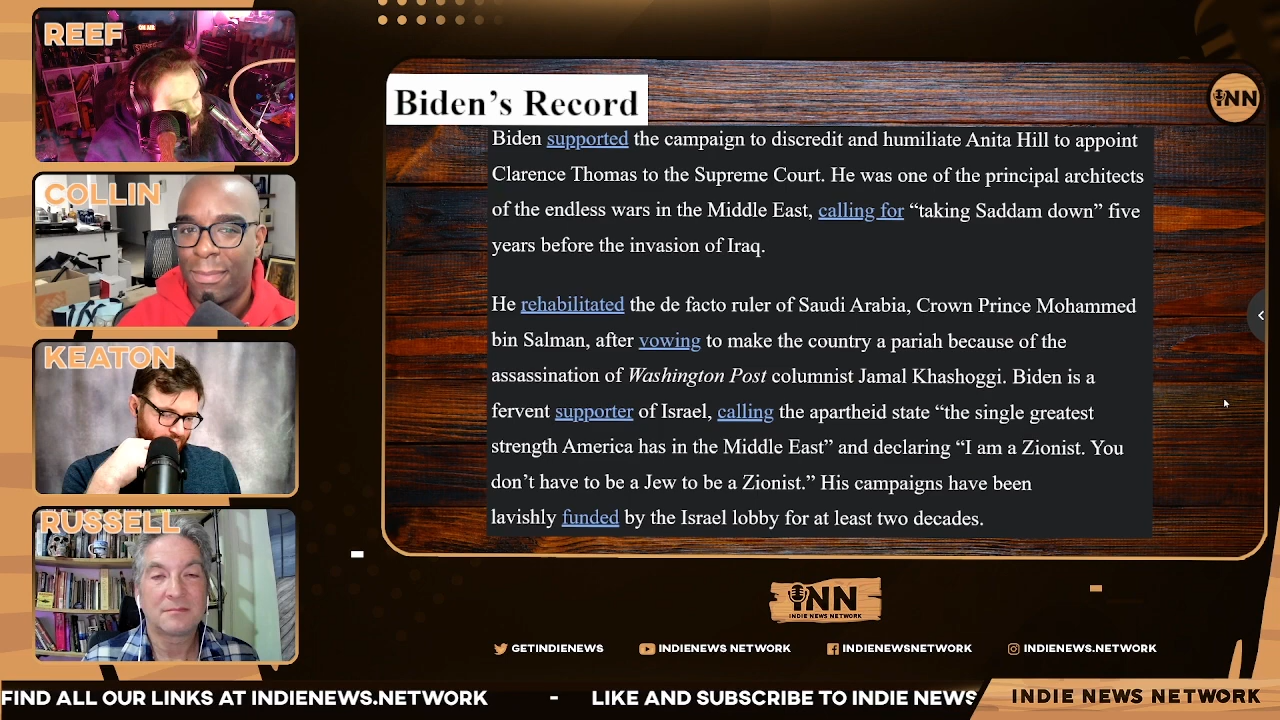 REEF
ON AIR
COLLIN
KEATON
RUSSELL
Biden’s Record
INN
Biden supported the campaign to discredit and humiliate Anita Hill to appoint
Clarence Thomas to the Supreme Court. He was one of the principal architects
of the endless wars in the Middle East, calling for “taking Saddam down” five
years before the invasion of Iraq.
He rehabilitated the de facto ruler of Saudi Arabia, Crown Prince Mohammed
bin Salman, after vowing to make the country a pariah because of the
assassination of Washington Post columnist Jamal Khashoggi. Biden is a
fervent supporter of Israel, calling the apartheid state “the single greatest
strength America has in the Middle East” and declaring “I am a Zionist. You
don’t have to be a Jew to be a Zionist.” His campaigns have been
lavishly funded by the Israel lobby for at least two decades.
INN
INDIE NEWS NETWORK
GETINDIENEWS
INDIENEWS NETWORK
INDIENEWSNETWORK
INDIENEWS.NETWORK
FIND ALL OUR LINKS AT INDIENEWS.NETWORK - LIKE AND SUBSCRIBE TO INDIE NEWS
INDIE NEWS NETWORK